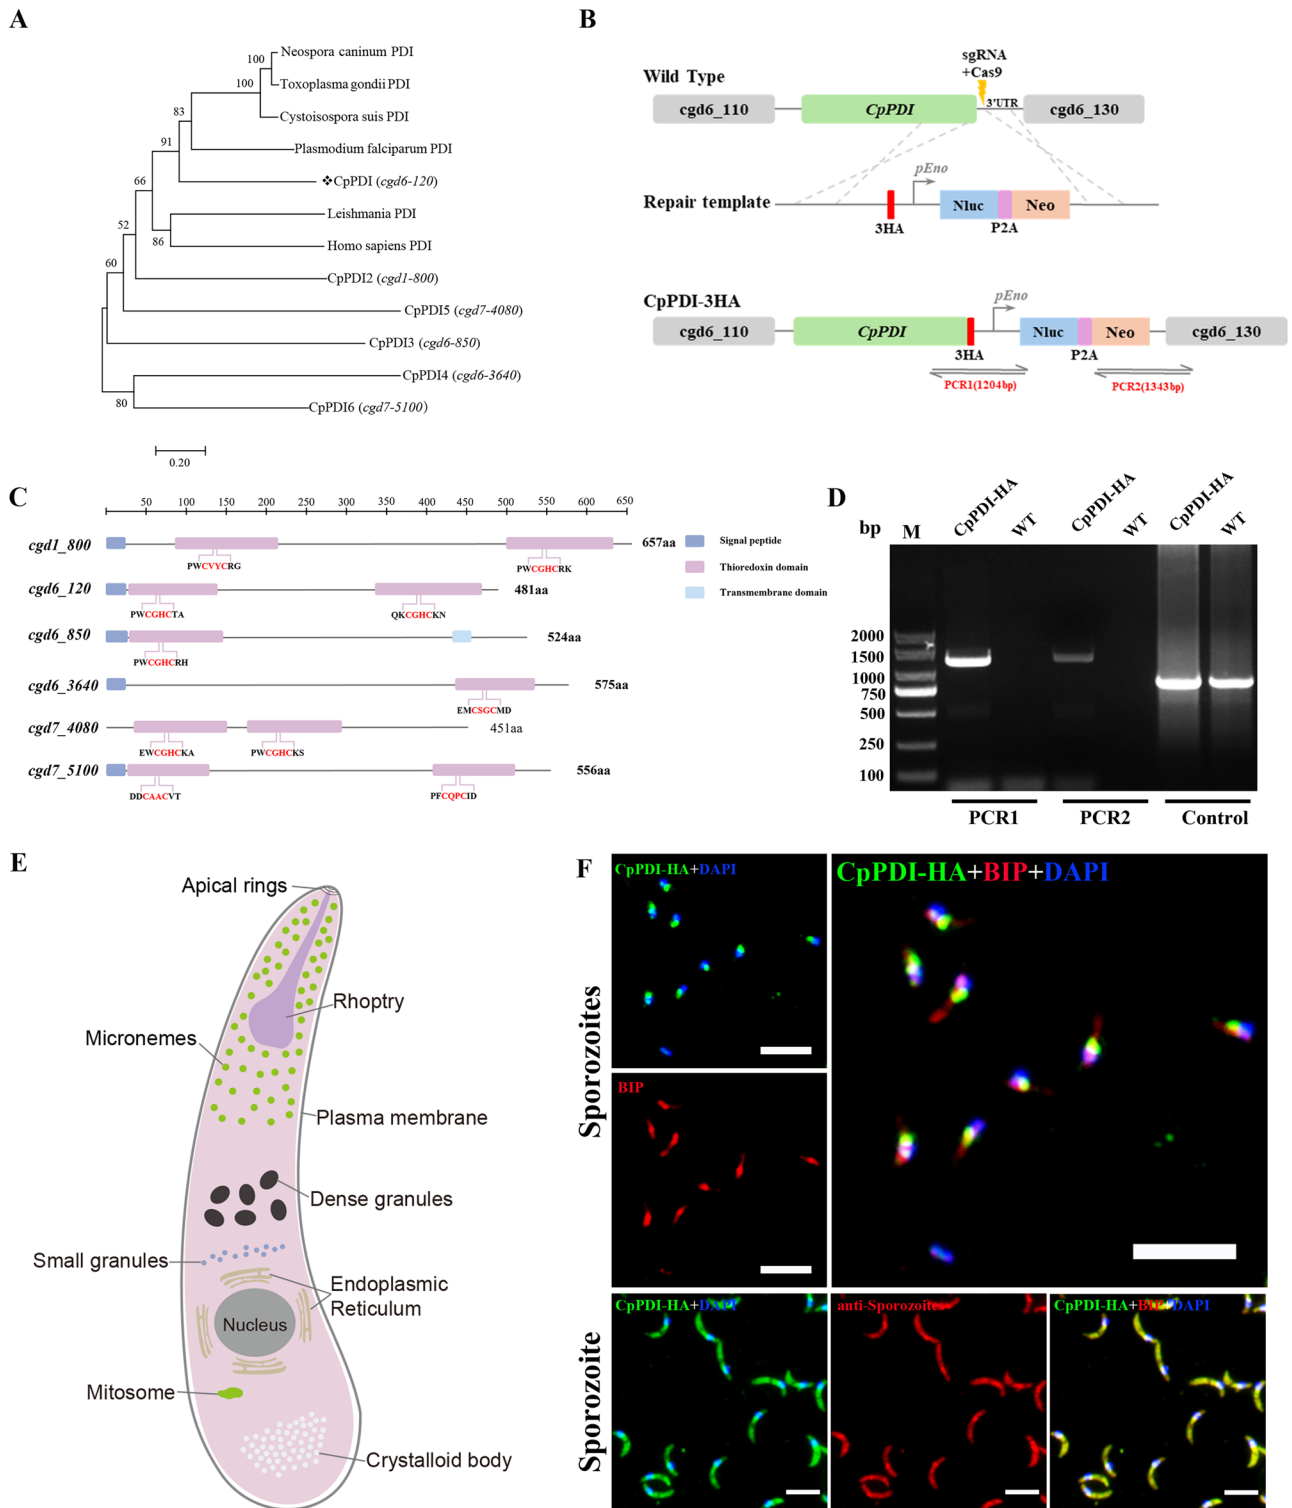 A
Neospora caninum PDI
100
Toxoplasma gondii PDI
100
Cystoisospora suis PDI
83
Plasmodium falciparum PDI
91
❖CpPDI (cgd6-120)
66
Leishmania PDI
86
Homo sapiens PDI
52
CpPDI2 (cgd1-800)
60
CpPDI5 (cgd7-4080)
CpPDI3 (cgd6-850)
CpPDI4 (cgd6-3640)
80
CpPDI6 (cgd7-5100)
0.20
B
sgRNA
+Cas9
Wild Type
cgd6_110
CpPDI
3'UTR
cgd6_130
pEno
Repair template
Nluc
Neo
3HA
P2A
CpPDI-3HA
pEno
cgd6_110
CpPDI
Nluc
Neo
cgd6_130
3HA
P2A
PCR1(1204bp)
PCR2(1343bp)
C
50 100 150 200 250 300 350 400 450 500 550 600 650
cgd1_800
657aa
PWCVYCRG
PWCGHCRK
cgd6_120
481aa
PWCGHCTA
QKCGHCKN
cgd6_850
524aa
PWCGHCRH
cgd6_3640
575aa
EMCSGCMD
cgd7_4080
451aa
EWCGHCKA
PWCGHCKS
cgd7_5100
556aa
DDCAACVT
PFCQPCID
Signal peptide
Thioredoxin domain
Transmembrane domain
D
bp
M
CpPDI-HA
WT
CpPDI-HA
WT
CpPDI-HA
WT
2000
1500
1000
750
500
250
100
PCR1
PCR2
Control
E
Apical rings
Rhoptry
Micronemes
Plasma membrane
Dense granules
Small granules
Endoplasmic
Reticulum
Nucleus
Mitosome
Crystalloid body
F
Sporozoites
CpPDI-HA+DAPI
BIP
CpPDI-HA+BIP+DAPI
Sporozoite
CpPDI-HA+DAPI
anti-Sporozoites
CpPDI-HA+BIP+DAPI